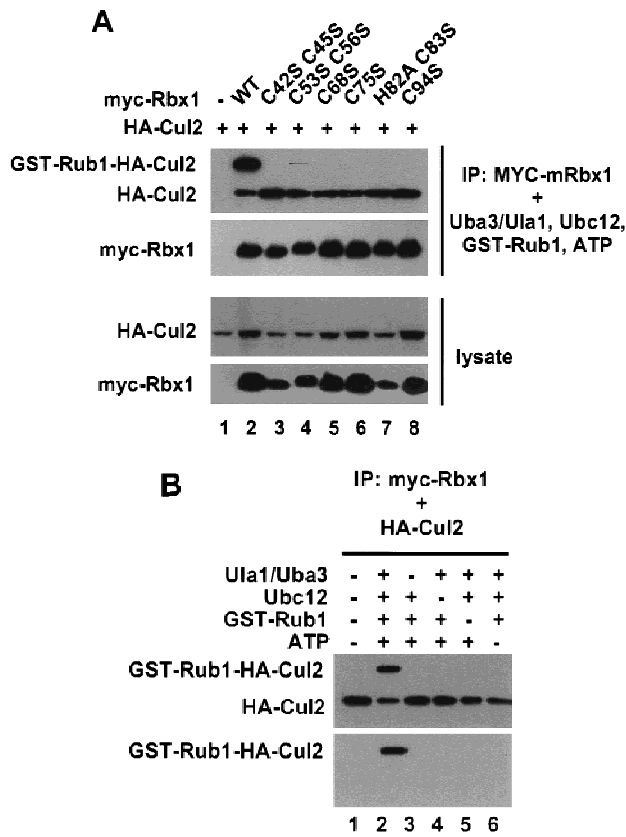 A
myc-Rbx1 - WT C42S C45S C53S C56S C68S C75S H82A C83S C94S
HA-Cul2 + + + + + + + +
GST-Rub1-HA-Cul2
HA-Cul2
myc-Rbx1
IP: MYC-mRbx1
+
Uba3/Ula1, Ubc12,
GST-Rub1, ATP
HA-Cul2
myc-Rbx1
lysate
1 2 3 4 5 6 7 8
B
IP: myc-Rbx1
+
HA-Cul2
Ula1/Uba3 - + - + + +
Ubc12 - + + - + +
GST-Rub1 - + + + - +
ATP - + + + + -
GST-Rub1-HA-Cul2
HA-Cul2
GST-Rub1-HA-Cul2
1 2 3 4 5 6